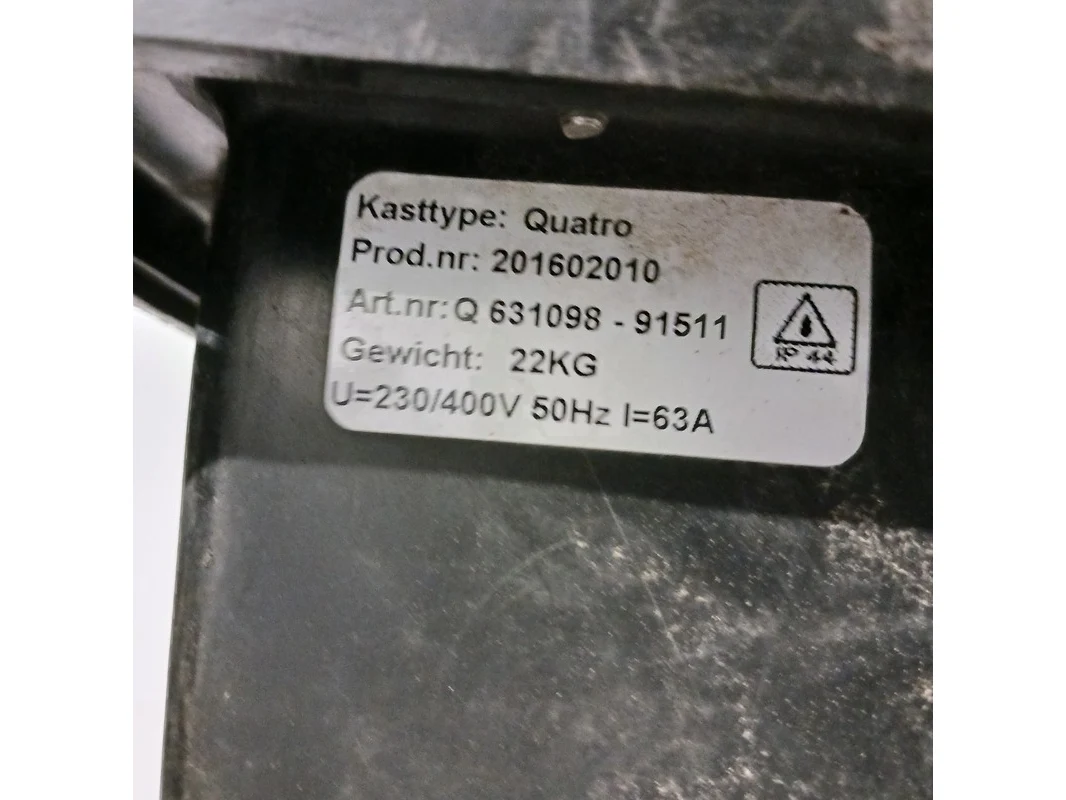 Kasttype: Quatro
Prod.nr: 201602010
Art.nr: Q 631098 - 91511
Gewicht: 22KG
U=230/400V 50Hz I=63A
IP 44